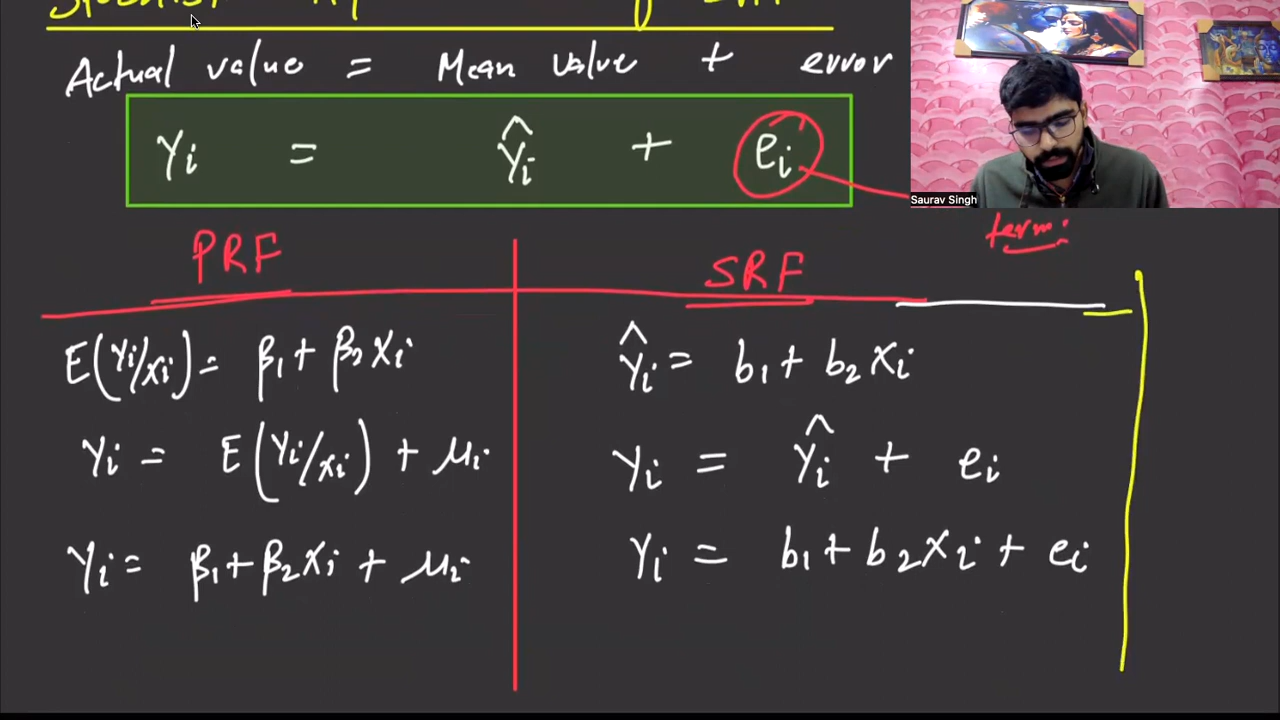 Actual value = Mean value + error
Yi = Ŷi + ei
term:
Saurav Singh
PRF
SRF
E(Yi/xi) = β1 + β2Xi
Ŷi = b1 + b2Xi
Yi = E(Yi/xi) + μi
Yi = Ŷi + ei
Yi = β1 + β2Xi + μi
Yi = b1 + b2Xi + ei